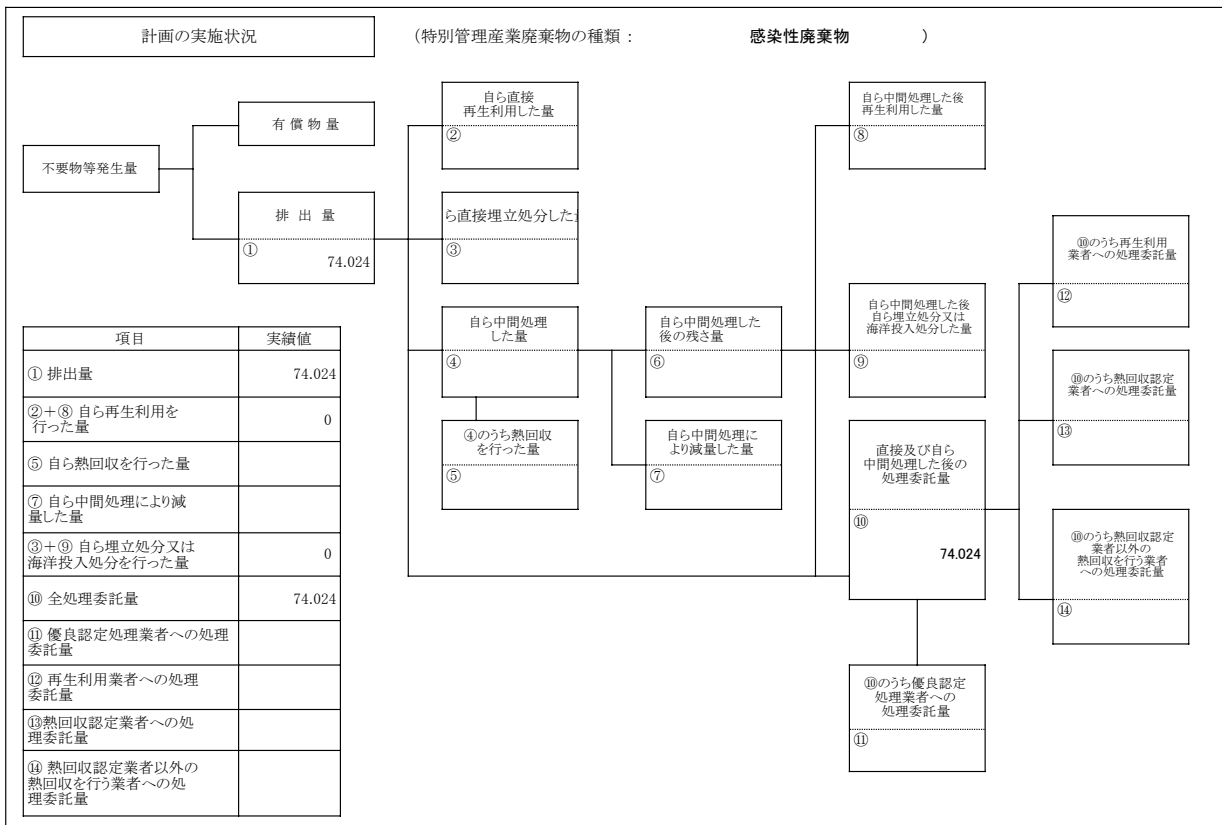 計画の実施状況
(特別管理産業廃棄物の種類： 感染性廃棄物 )
不要物等発生量
有償物量
排出量
①
74.024
自ら直接
再生利用した量
②
ら直接埋立処分した
③
自ら中間処理
した量
④
④のうち熱回収
を行った量
⑤
自ら中間処理した
後の残さ量
⑥
自ら中間処理に
より減量した量
⑦
自ら中間処理した後
再生利用した量
⑧
自ら中間処理した後
自ら埋立処分又は
海洋投入処分した量
⑨
直接及び自ら
中間処理した後の
処理委託量
⑩
74.024
⑩のうち優良認定
処理業者への
処理委託量
⑪
⑩のうち再生利用
業者への処理委託量
⑫
⑩のうち熱回収認定
業者への処理委託量
⑬
⑩のうち熱回収認定
業者以外の
熱回収を行う業者
への処理委託量
⑭
項目 実績値
① 排出量 74.024
②＋⑧ 自ら再生利用を
行った量 0
⑤ 自ら熱回収を行った量
⑦ 自ら中間処理により減
量した量
③＋⑨ 自ら埋立処分又は
海洋投入処分を行った量 0
⑩ 全処理委託量 74.024
⑪ 優良認定処理業者への処理
委託量
⑫ 再生利用業者への処理
委託量
⑬熱回収認定業者への処
理委託量
⑭ 熱回収認定業者以外の
熱回収を行う業者への処
理委託量